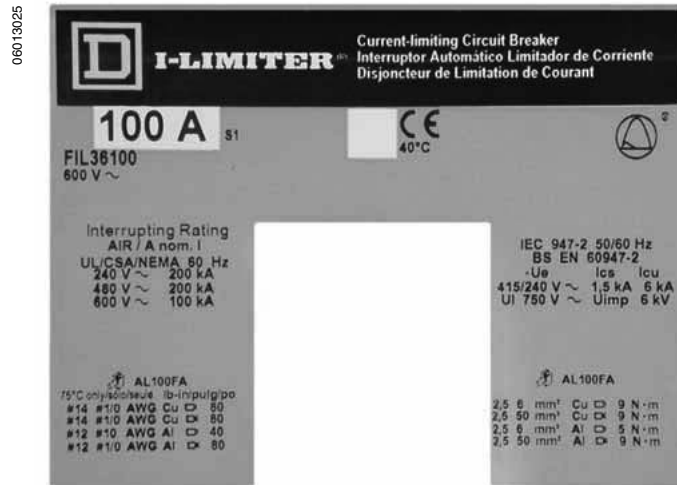 06013025
D I-LIMITER
Current-limiting Circuit Breaker
Interruptor Automático Limitador de Corriente
Disjoncteur de Limitation de Courant
100 A S1
CE
40°C
FIL36100
600 V ~
Interrupting Rating
AIR / A nom. I
UL/CSA/NEMA 60 Hz
240 V ~ 200 kA
480 V ~ 200 kA
600 V ~ 100 kA
IEC 947-2 50/60 Hz
BS EN 60947-2
-Ue Ics Icu
415/240 V ~ 1,5 kA 6 kA
UI 750 V ~ Uimp 6 kV
AL100FA
75°C only/sólo/seule lb-in/pulg/po
#14 #1/0 AWG Cu
#14 #1/0 AWG Cu
#12 #10 AWG Al 40
#12 #1/0 AWG Al
AL100FA
2,5 6 mm² Cu 9 N·m
2,5 50 mm² Cu 9 N·m
2,5 6 mm² Al 5 N·m
2,5 50 mm² Al 9 N·m